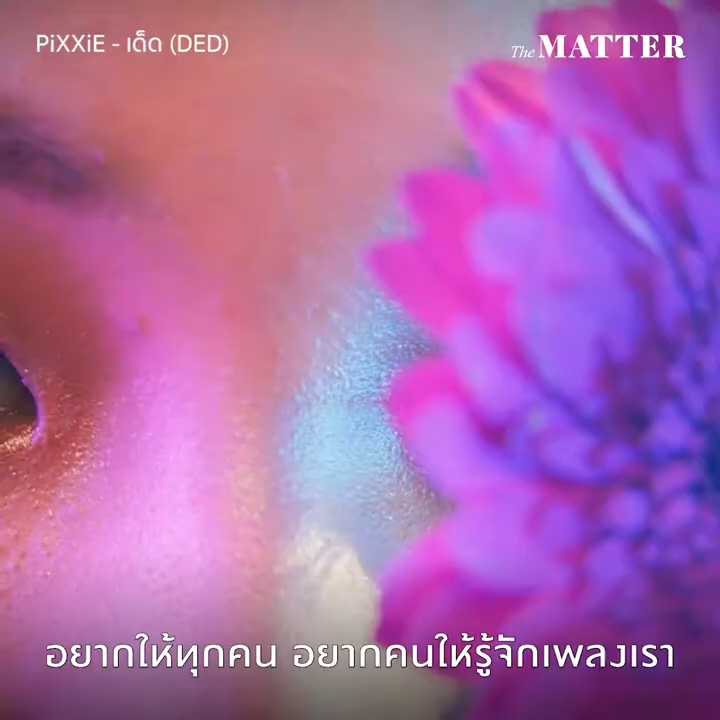 PiXXiE - เด็ด (DED)
The MATTER
อยากให้ทุกคน อยากคนให้รู้จักเพลงเรา